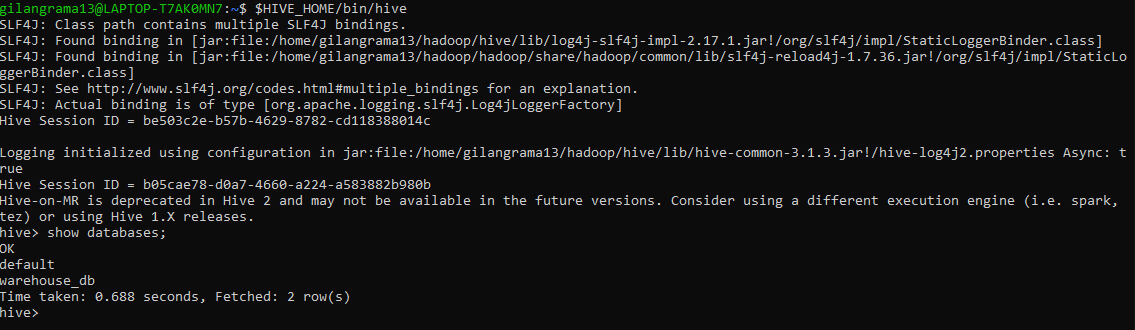 gilangrama13@LAPTOP-T7AK0MN7:~$ $HIVE_HOME/bin/hive
SLF4J: Class path contains multiple SLF4J bindings.
SLF4J: Found binding in [jar:file:/home/gilangrama13/hadoop/hive/lib/log4j-slf4j-impl-2.17.1.jar!/org/slf4j/impl/StaticLoggerBinder.class]
SLF4J: Found binding in [jar:file:/home/gilangrama13/hadoop/hadoop/share/hadoop/common/lib/slf4j-reload4j-1.7.36.jar!/org/slf4j/impl/StaticLo
ggerBinder.class]
SLF4J: See http://www.slf4j.org/codes.html#multiple_bindings for an explanation.
SLF4J: Actual binding is of type [org.apache.logging.slf4j.Log4jLoggerFactory]
Hive Session ID = be503c2e-b57b-4629-8782-cd118388014c
Logging initialized using configuration in jar:file:/home/gilangrama13/hadoop/hive/lib/hive-common-3.1.3.jar!/hive-log4j2.properties Async: t
rue
Hive Session ID = b05cae78-d0a7-4660-a224-a583882b980b
Hive-on-MR is deprecated in Hive 2 and may not be available in the future versions. Consider using a different execution engine (i.e. spark,
tez) or using Hive 1.X releases.
hive> show databases;
OK
default
warehouse_db
Time taken: 0.688 seconds, Fetched: 2 row(s)
hive>